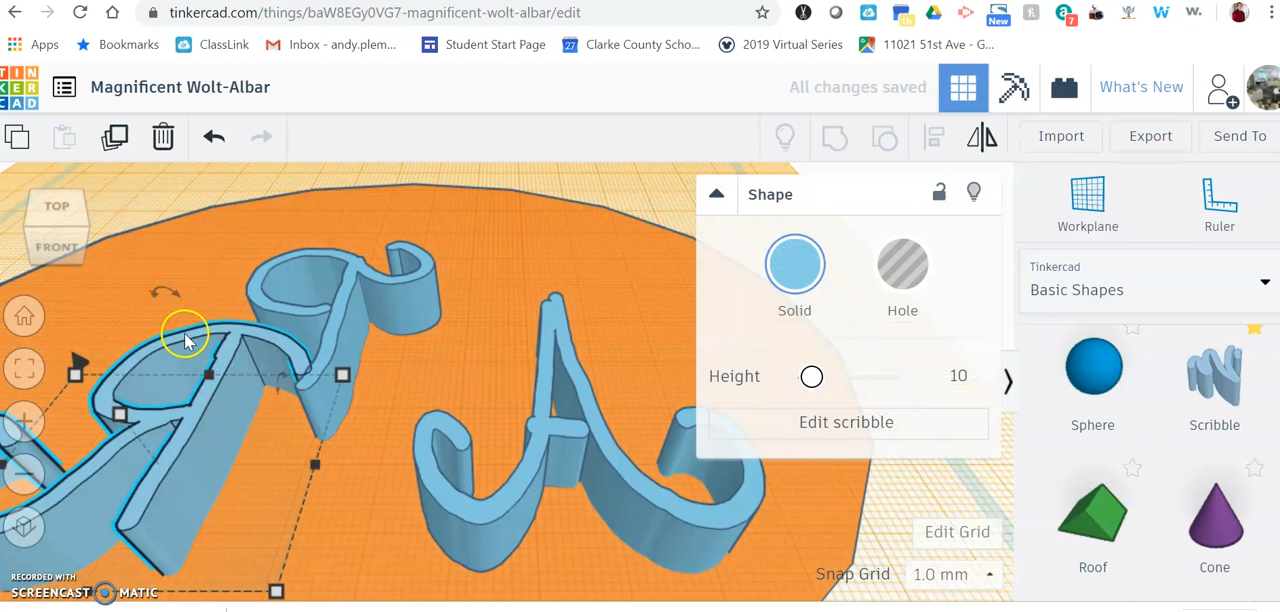 tinkercad.com/things/baW8EGy0VG7-magnificent-wolt-albar/edit
1k
New
7
W
w.
Apps
Bookmarks
ClassLink
Inbox - andy.plem...
Student Start Page
27
Clarke County Scho...
2019 Virtual Series
11021 51st Ave - G...
TIN
KER
CAD
Magnificent Wolt-Albar
All changes saved
What's New
Import
Export
Send To
TOP
FRONT
Shape
Solid
Hole
Height
10
Edit scribble
Workplane
Ruler
Tinkercad
Basic Shapes
Sphere
Scribble
Roof
Cone
Edit Grid
Snap Grid
1.0 mm
RECORDED WITH
SCREENCAST MATIC